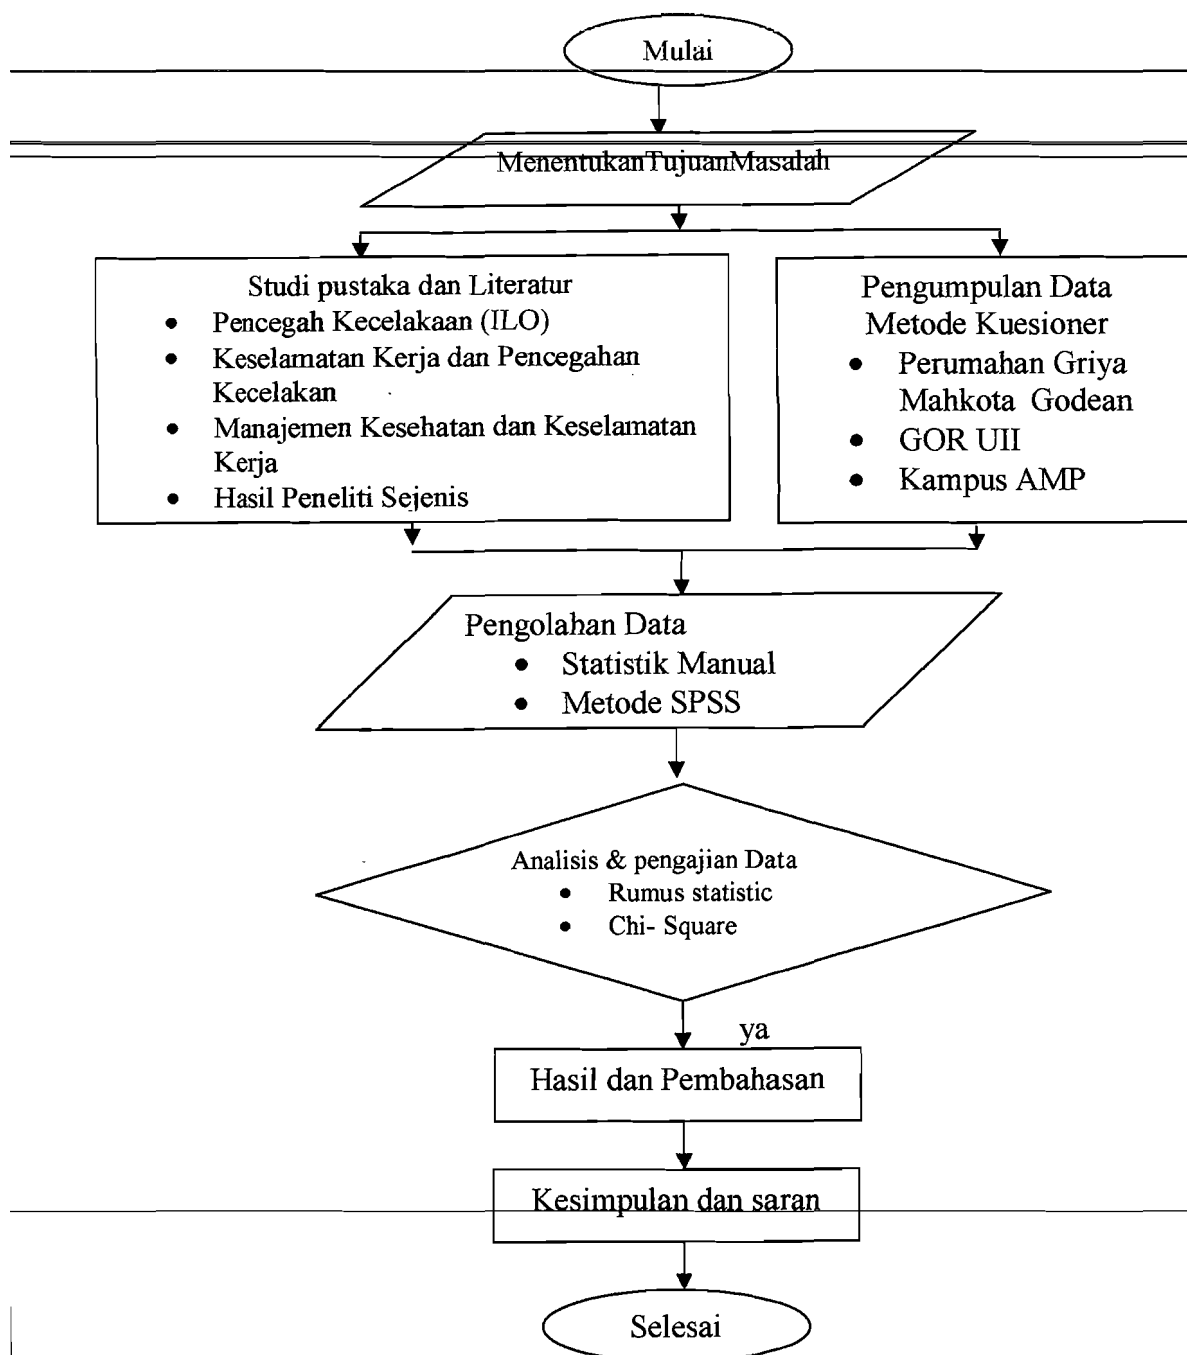 Mulai
MenentukanTujuanMasalah
Studi pustaka dan Literatur
• Pencegah Kecelakaan (ILO)
• Keselamatan Kerja dan Pencegahan
Kecelakan
• Manajemen Kesehatan dan Keselamatan
Kerja
• Hasil Peneliti Sejenis
Pengumpulan Data
Metode Kuesioner
• Perumahan Griya
Mahkota Godean
• GOR UII
• Kampus AMP
Pengolahan Data
• Statistik Manual
• Metode SPSS
Analisis & pengajian Data
• Rumus statistic
• Chi- Square
ya
Hasil dan Pembahasan
Kesimpulan dan saran
Selesai